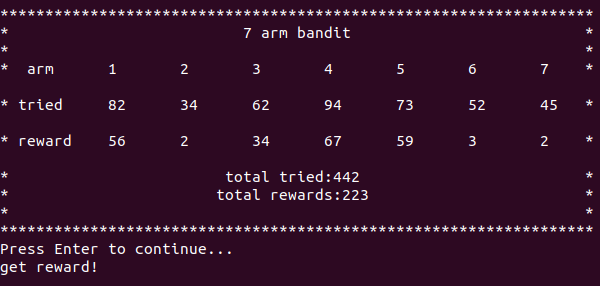 ******************************************************************
* 7 arm bandit *
* *
* arm 1 2 3 4 5 6 7 *
* tried 82 34 62 94 73 52 45 *
* reward 56 2 34 67 59 3 2 *
* total tried:442 *
* total rewards:223 *
* *
******************************************************************
Press Enter to continue...
get reward!